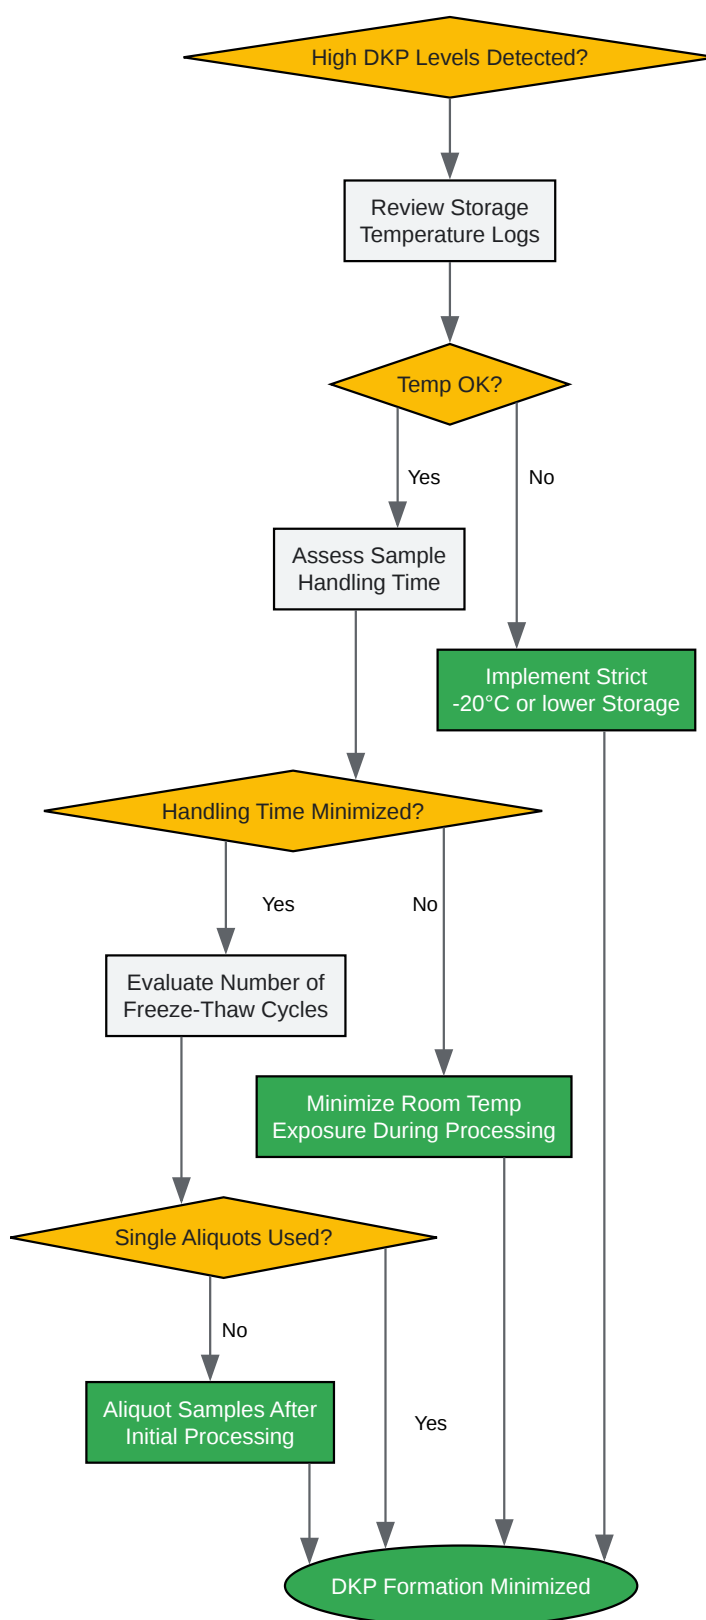 High DKP Levels Detected?
Review Storage
Temperature Logs
Temp OK?
Yes
No
Assess Sample
Handling Time
Implement Strict
-20°C or lower Storage
Handling Time Minimized?
Yes
No
Evaluate Number of
Freeze-Thaw Cycles
Minimize Room Temp
Exposure During Processing
Single Aliquots Used?
No
Aliquot Samples After
Initial Processing
Yes
DKP Formation Minimized